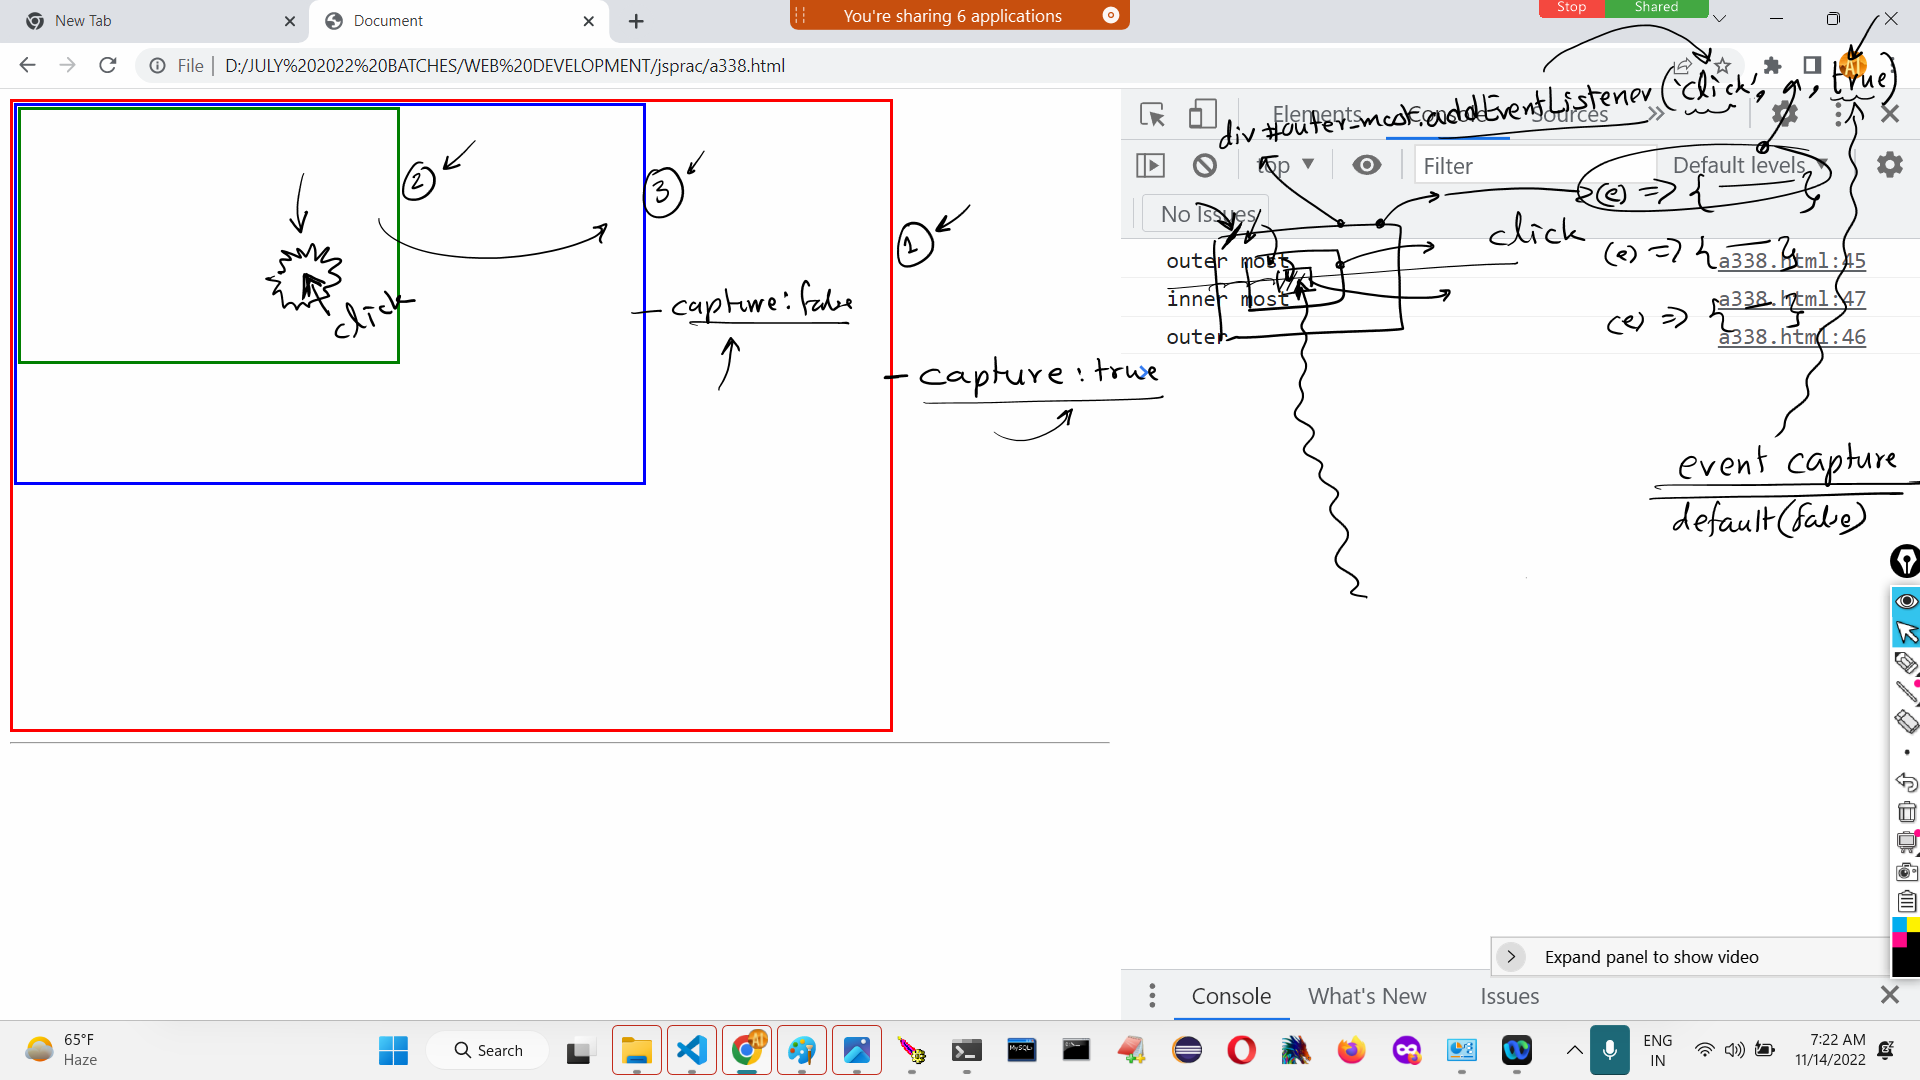 New Tab
Document
You're sharing 6 applications
Stop
Shared
File
D:/JULY%202022%20BATCHES/WEB%20DEVELOPMENT/jsprac/a338.html
div#outer-most.addEventListener('click', , true)
Elements
Console
Sources
top
Filter
Default levels
No Issues
(e) => { }
click
outer most
(e) => { }
a338.html:45
inner most
a338.html:47
(e) => { }
outer
a338.html:46
2
3
1
click
capture: false
capture: true
event capture
default(false)
Expand panel to show video
Console
What's New
Issues
65°F
Haze
Search
ENG
IN
7:22 AM
11/14/2022